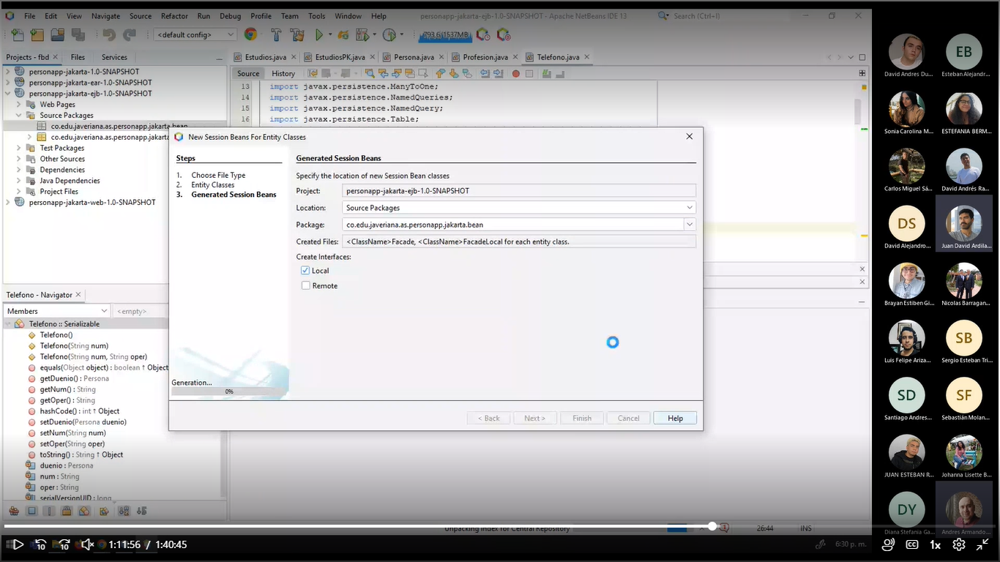 File Edit View Navigate Source Refactor Run Debug Profile Team Tools Window Help
personapp-jakarta-ejb-1.0-SNAPSHOT - Apache NetBeans IDE 13
Search (Ctrl+I)
<default config>
793.6/1537MB
Projects - fbd
Files
Services
personapp-jakarta-1.0-SNAPSHOT
personapp-jakarta-ear-1.0-SNAPSHOT
personapp-jakarta-ejb-1.0-SNAPSHOT
Web Pages
Source Packages
co.edu.javeriana.as.personapp.jakarta.bean
co.edu.javeriana.as.personapp.jakarta
Test Packages
Other Sources
Dependencies
Java Dependencies
Project Files
personapp-jakarta-web-1.0-SNAPSHOT
Estudios.java
EstudiosPK.java
Persona.java
Profesion.java
Telefono.java
Source History
13 import javax.persistence.ManyToOne;
14 import javax.persistence.NamedQueries;
15 import javax.persistence.NamedQuery;
16 import javax.persistence.Table;
New Session Beans For Entity Classes
Steps
1. Choose File Type
2. Entity Classes
3. Generated Session Beans
Generation...
0%
Generated Session Beans
Specify the location of new Session Bean classes
Project: personapp-jakarta-ejb-1.0-SNAPSHOT
Location: Source Packages
Package: co.edu.javeriana.as.personapp.jakarta.bean
Created Files: <ClassName>Facade, <ClassName>FacadeLocal for each entity class.
Create Interfaces:
Local
Remote
< Back Next > Finish Cancel Help
Telefono - Navigator
Members
<empty>
Telefono :: Serializable
Telefono()
Telefono(String num)
Telefono(String num, String oper)
equals(Object object) : boolean ↑ Object
getDuenio() : Persona
getNum() : String
getOper() : String
hashCode() : int ↑ Object
setDuenio(Persona duenio)
setNum(String num)
setOper(String oper)
toString() : String ↑ Object
duenio : Persona
num : String
oper : String
serialVersionUID : long
Unpacking index for Central Repository
1
26:44
INS
10 10 1:11:56 / 1:40:45
6:30 p. m.
1x
David Andres Du...
EB
Esteban Alejandr...
Sonia Carolina M...
ESTEFANIA BERM...
Carlos Miguel Sá...
David Andrés Ra...
DS
David Alejandro...
Juan David Ardila...
Brayan Estiben Gi...
Nicolas Barragan...
Luis Felipe Ariza...
SB
Sergio Esteban Tri...
SD
Santiago Andres...
SF
Sebastián Molan...
JUAN ESTEBAN R...
Johanna Lisette B...
DY
Diana Stefania Ga...
Andres Armando...